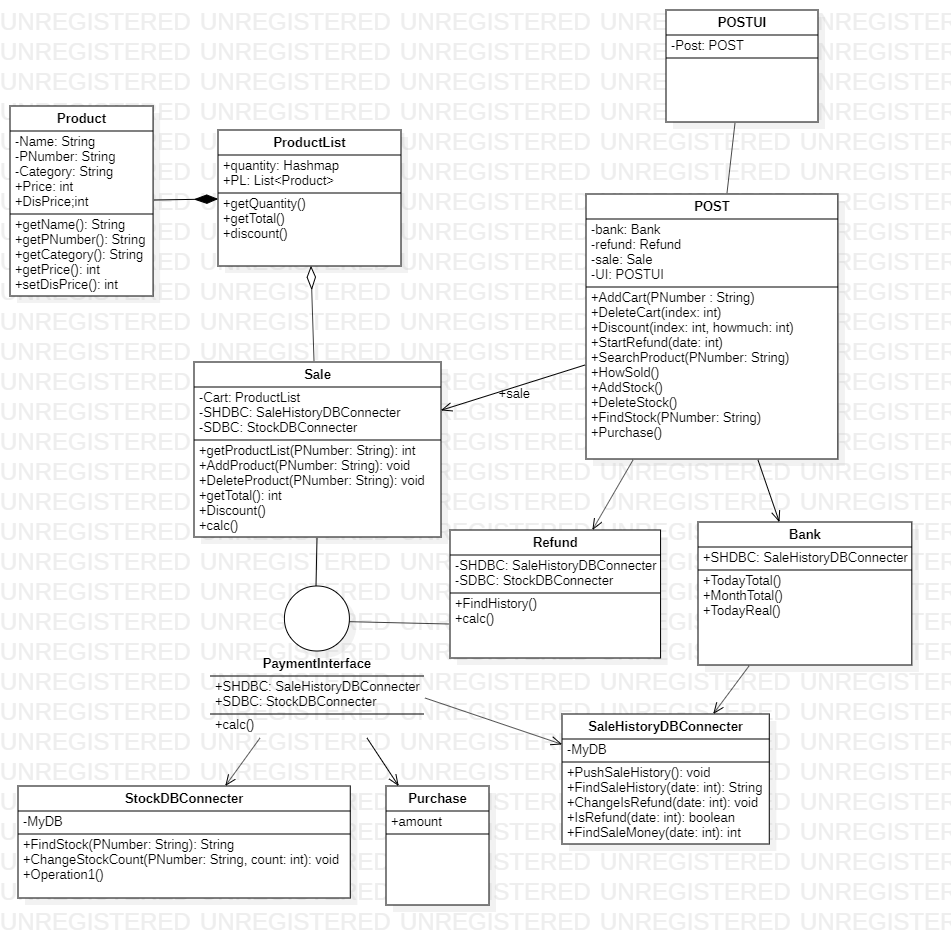 POSTUI
-Post: POST
Product
-Name: String
-PNumber: String
-Category: String
+Price: int
+DisPrice;int
+getName(): String
+getPNumber(): String
+getCategory(): String
+getPrice(): int
+setDisPrice(): int
ProductList
+quantity: Hashmap
+PL: List<Product>
+getQuantity()
+getTotal()
+discount()
POST
-bank: Bank
-refund: Refund
-sale: Sale
-UI: POSTUI
+AddCart(PNumber : String)
+DeleteCart(index: int)
+Discount(index: int, howmuch: int)
+StartRefund(date: int)
+SearchProduct(PNumber: String)
+HowSold()
+AddStock()
+DeleteStock()
+FindStock(PNumber: String)
+Purchase()
+sale
Sale
-Cart: ProductList
-SHDBC: SaleHistoryDBConnecter
-SDBC: StockDBConnecter
+getProductList(PNumber: String): int
+AddProduct(PNumber: String): void
+DeleteProduct(PNumber: String): void
+getTotal(): int
+Discount()
+calc()
Refund
-SHDBC: SaleHistoryDBConnecter
-SDBC: StockDBConnecter
+FindHistory()
+calc()
Bank
+SHDBC: SaleHistoryDBConnecter
+TodayTotal()
+MonthTotal()
+TodayReal()
PaymentInterface
+SHDBC: SaleHistoryDBConnecter
+SDBC: StockDBConnecter
+calc()
SaleHistoryDBConnecter
-MyDB
+PushSaleHistory(): void
+FindSaleHistory(date: int): String
+ChangeIsRefund(date: int): void
+IsRefund(date: int): boolean
+FindSaleMoney(date: int): int
StockDBConnecter
-MyDB
+FindStock(PNumber: String): String
+ChangeStockCount(PNumber: String, count: int): void
+Operation1()
Purchase
+amount
UNREGISTERED